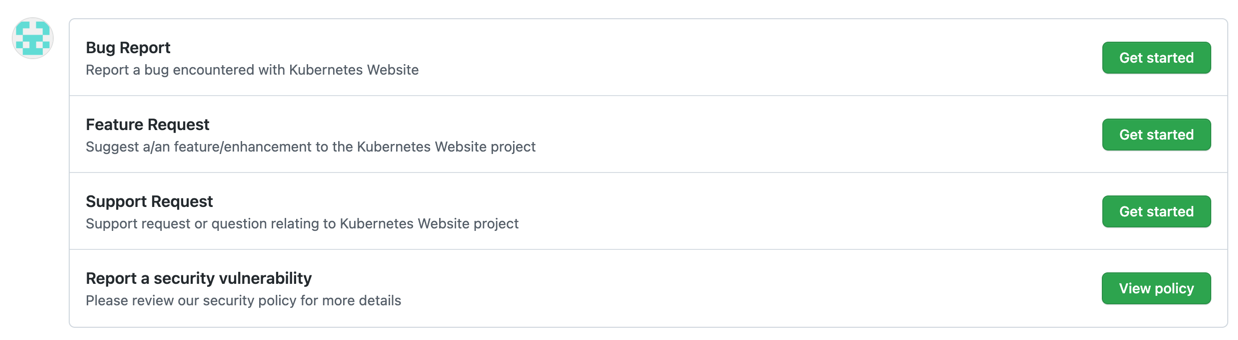 Bug Report
Report a bug encountered with Kubernetes Website
Get started
Feature Request
Suggest a/an feature/enhancement to the Kubernetes Website project
Get started
Support Request
Support request or question relating to Kubernetes Website project
Get started
Report a security vulnerability
Please review our security policy for more details
View policy